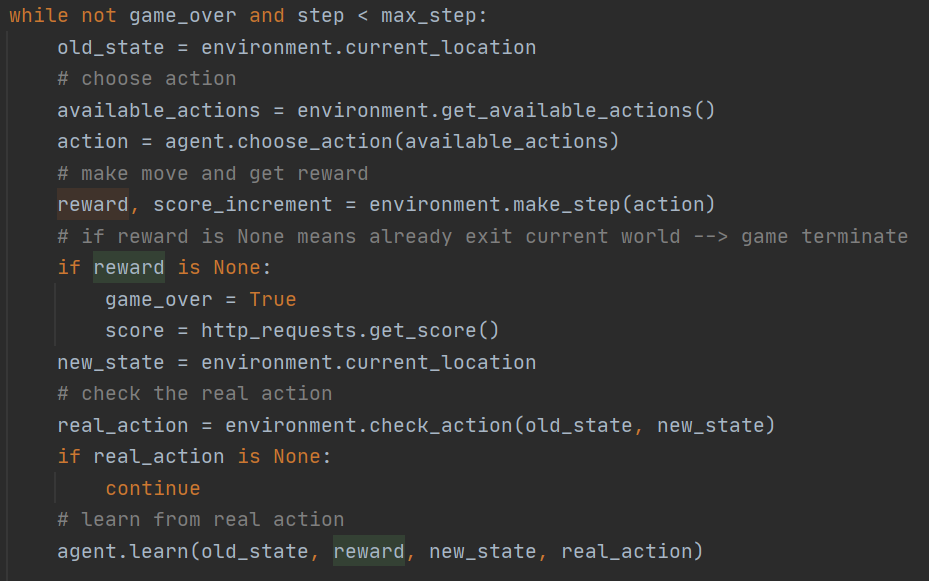 while not game_over and step < max_step:
    old_state = environment.current_location
    # choose action
    available_actions = environment.get_available_actions()
    action = agent.choose_action(available_actions)
    # make move and get reward
    reward, score_increment = environment.make_step(action)
    # if reward is None means already exit current world --> game terminate
    if reward is None:
        game_over = True
        score = http_requests.get_score()
    new_state = environment.current_location
    # check the real action
    real_action = environment.check_action(old_state, new_state)
    if real_action is None:
        continue
    # learn from real action
    agent.learn(old_state, reward, new_state, real_action)